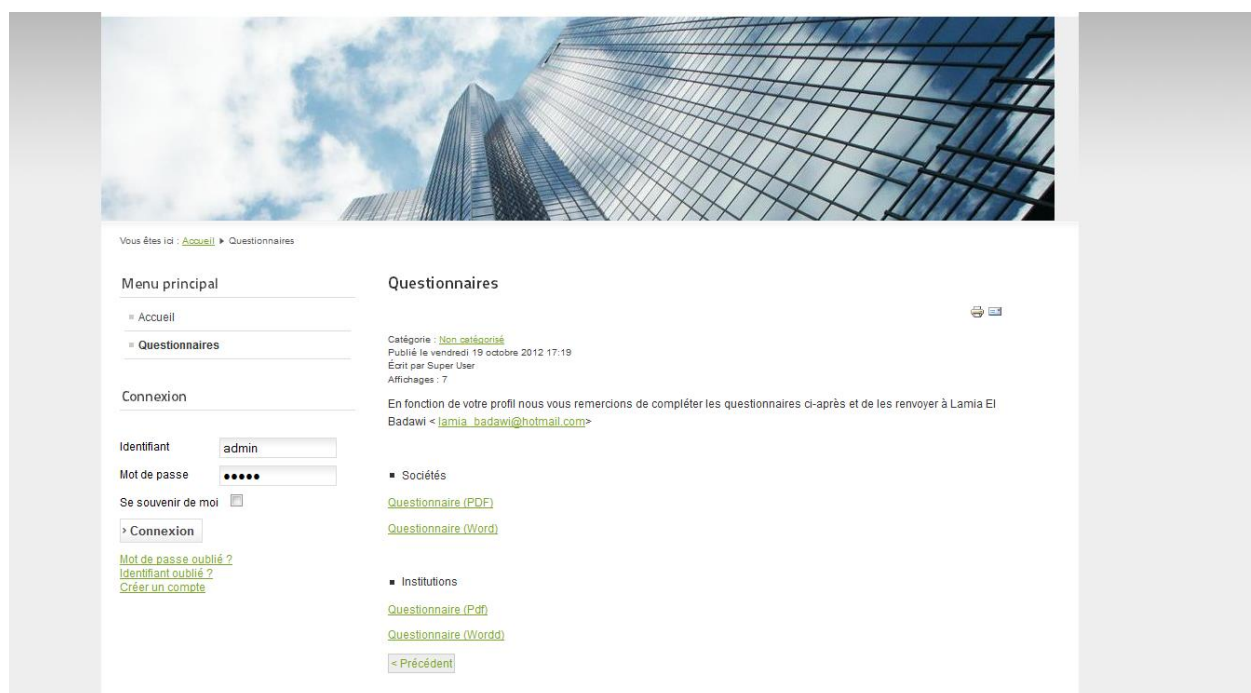 Vous êtes ici : Accueil ▸ Questionnaires
Menu principal
Accueil
Questionnaires
Connexion
Identifiant admin
Mot de passe •••••
Se souvenir de moi
› Connexion
Mot de passe oublié ?
Identifiant oublié ?
Créer un compte
Questionnaires
Catégorie : Non catégorisé
Publié le vendredi 19 octobre 2012 17:19
Écrit par Super User
Affichages : 7
En fonction de votre profil nous vous remercions de compléter les questionnaires ci-après et de les renvoyer à Lamia El
Badawi < lamia_badawi@hotmail.com>
▪ Sociétés
Questionnaire (PDF)
Questionnaire (Word)
▪ Institutions
Questionnaire (Pdf)
Questionnaire (Wordd)
< Précédent